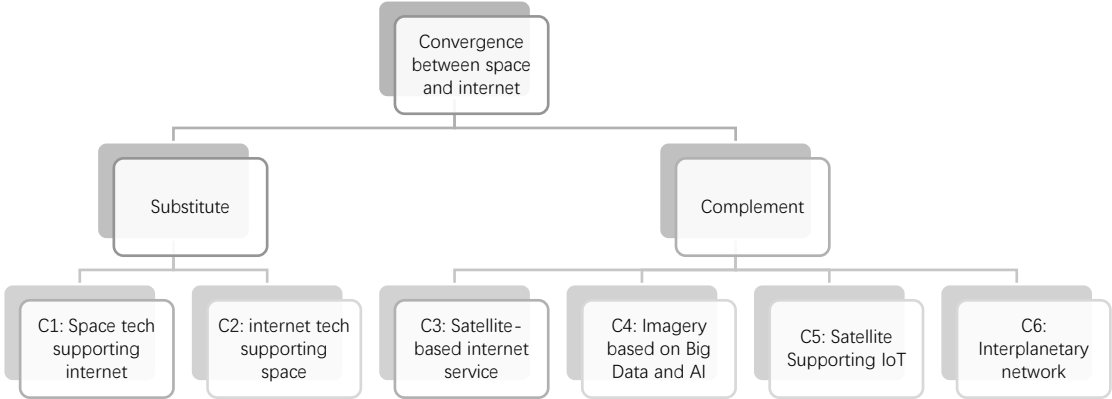 Convergence
between space
and internet
Substitute
Complement
C1: Space tech
supporting
internet
C2: internet tech
supporting
space
C3: Satellite-
based internet
service
C4: Imagery
based on Big
Data and AI
C5: Satellite
Supporting IoT
C6:
Interplanetary
network